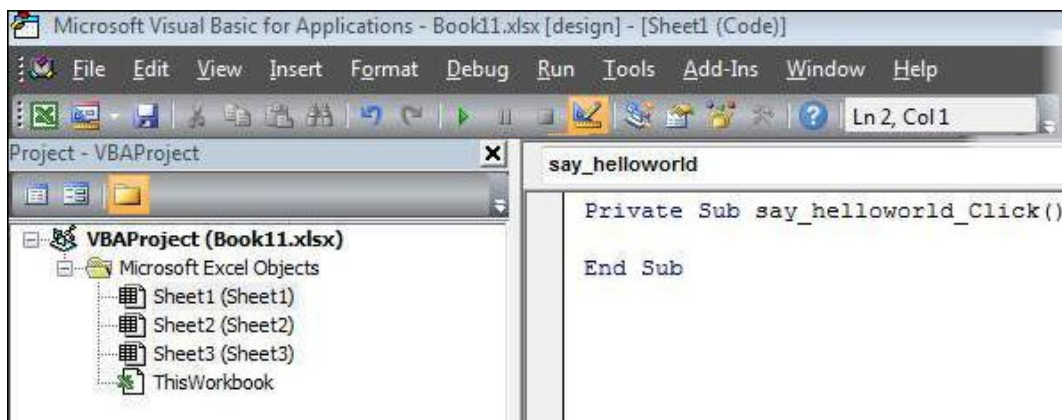 Microsoft Visual Basic for Applications - Book11.xlsx [design] - [Sheet1 (Code)]
File Edit View Insert Format Debug Run Tools Add-Ins Window Help
Ln 2, Col 1
Project - VBAProject
say_helloworld
Private Sub say_helloworld_Click()
End Sub
VBAProject (Book11.xlsx)
Microsoft Excel Objects
Sheet1 (Sheet1)
Sheet2 (Sheet2)
Sheet3 (Sheet3)
ThisWorkbook